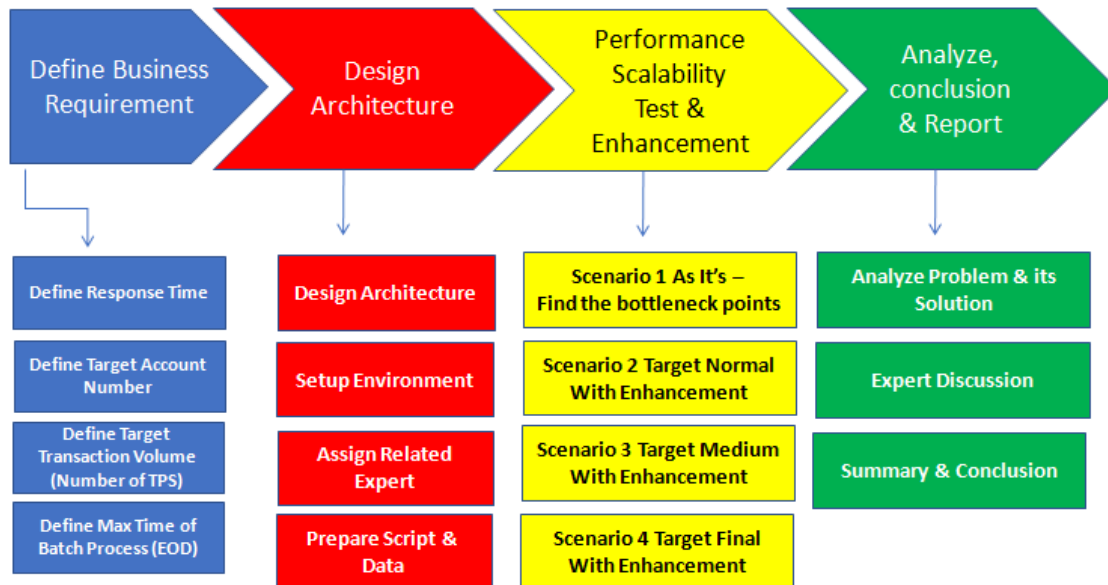 Define Business
Requirement
Design
Architecture
Performance
Scalability
Test &
Enhancement
Analyze,
conclusion
& Report
Define Response Time
Define Target Account
Number
Define Target
Transaction Volume
(Number of TPS)
Define Max Time of
Batch Process (EOD)
Design Architecture
Setup Environment
Assign Related
Expert
Prepare Script &
Data
Scenario 1 As It's –
Find the bottleneck points
Scenario 2 Target Normal
With Enhancement
Scenario 3 Target Medium
With Enhancement
Scenario 4 Target Final
With Enhancement
Analyze Problem & its
Solution
Expert Discussion
Summary & Conclusion